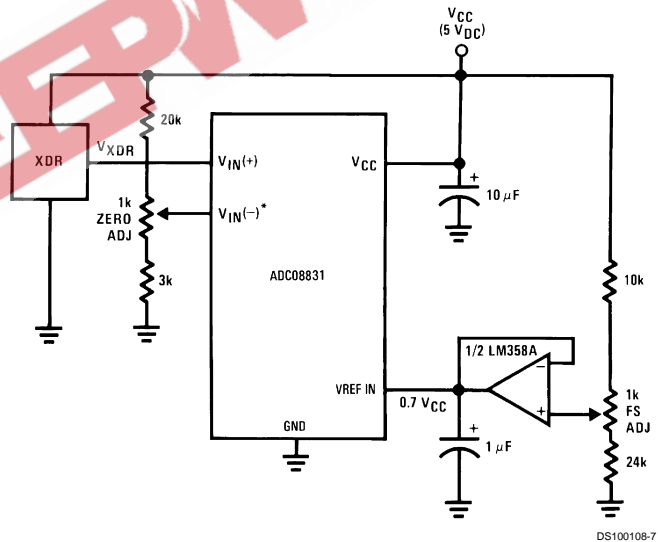 VCC
(5 VDC)
20k
XDR
VXDR
VIN(+)
VCC
+
10 µF
1k
ZERO
ADJ
VIN(−)*
3k
ADC08831
10k
1/2 LM358A
−
+
VREF IN
0.7 VCC
1k
FS
ADJ
+
1 µF
GND
24k
DS100108-7